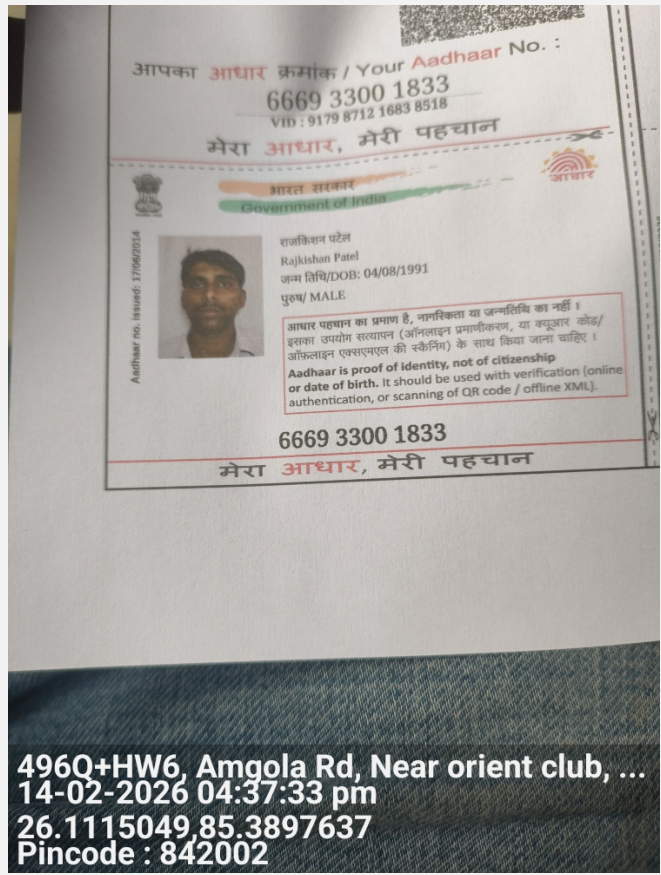 आपका आधार क्रमांक / Your Aadhaar No. :
6669 3300 1833
VID : 9179 8712 1683 8518
मेरा आधार, मेरी पहचान
भारत सरकार
Government of India
आधार
Aadhaar no. issued: 17/06/2014
राजकिशन पटेल
Rajkishan Patel
जन्म तिथि/DOB: 04/08/1991
पुरुष/ MALE
आधार पहचान का प्रमाण है, नागरिकता या जन्मतिथि का नहीं ।
इसका उपयोग सत्यापन (ऑनलाइन प्रमाणीकरण, या क्यूआर कोड/
ऑफ़लाइन एक्सएमएल की स्कैनिंग) के साथ किया जाना चाहिए ।
Aadhaar is proof of identity, not of citizenship
or date of birth. It should be used with verification (online
authentication, or scanning of QR code / offline XML).
6669 3300 1833
मेरा आधार, मेरी पहचान
496Q+HW6, Amgola Rd, Near orient club, ...
14-02-2026 04:37:33 pm
26.1115049,85.3897637
Pincode : 842002